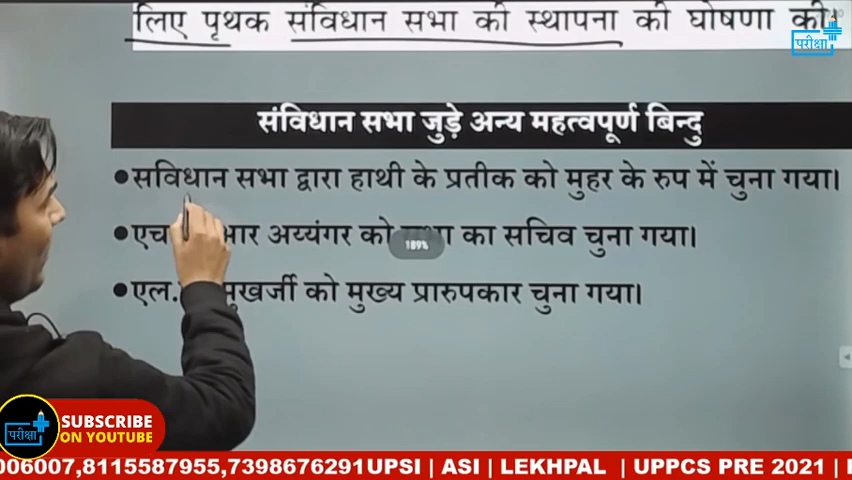 लिए पृथक संविधान सभा की स्थापना की घोषणा की।
परीक्षा
संविधान सभा जुड़े अन्य महत्वपूर्ण बिन्दु
●सविधान सभा द्वारा हाथी के प्रतीक को मुहर के रुप में चुना गया।
●एच अय्यंगर को का सचिव चुना गया।
189%
●एल. मुखर्जी को मुख्य प्रारुपकार चुना गया।
परीक्षा
SUBSCRIBE
ON YOUTUBE
006007,8115587955,7398676291UPSI | ASI | LEKHPAL | UPPCS PRE 2021 |